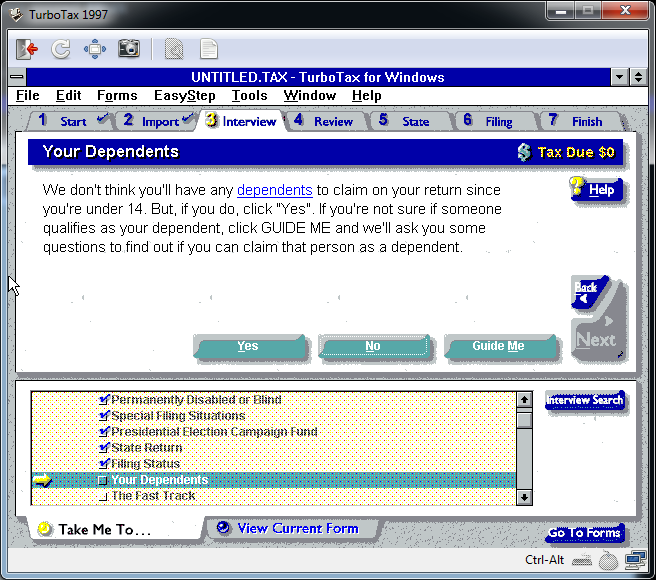 TurboTax 1997
UNTITLED.TAX - TurboTax for Windows
File Edit Forms EasyStep Tools Window Help
1 Start 2 Import 3 Interview 4 Review 5 State 6 Filing 7 Finish
Your Dependents
$ Tax Due $0
We don't think you'll have any dependents to claim on your return since
you're under 14. But, if you do, click "Yes". If you're not sure if someone
qualifies as your dependent, click GUIDE ME and we'll ask you some
questions to find out if you can claim that person as a dependent.
? Help
Back
Next
Yes No Guide Me
Permanently Disabled or Blind
Special Filing Situations
Presidential Election Campaign Fund
State Return
Filing Status
Your Dependents
The Fast Track
Interview Search
Take Me To...
View Current Form
Go To Forms
Ctrl-Alt